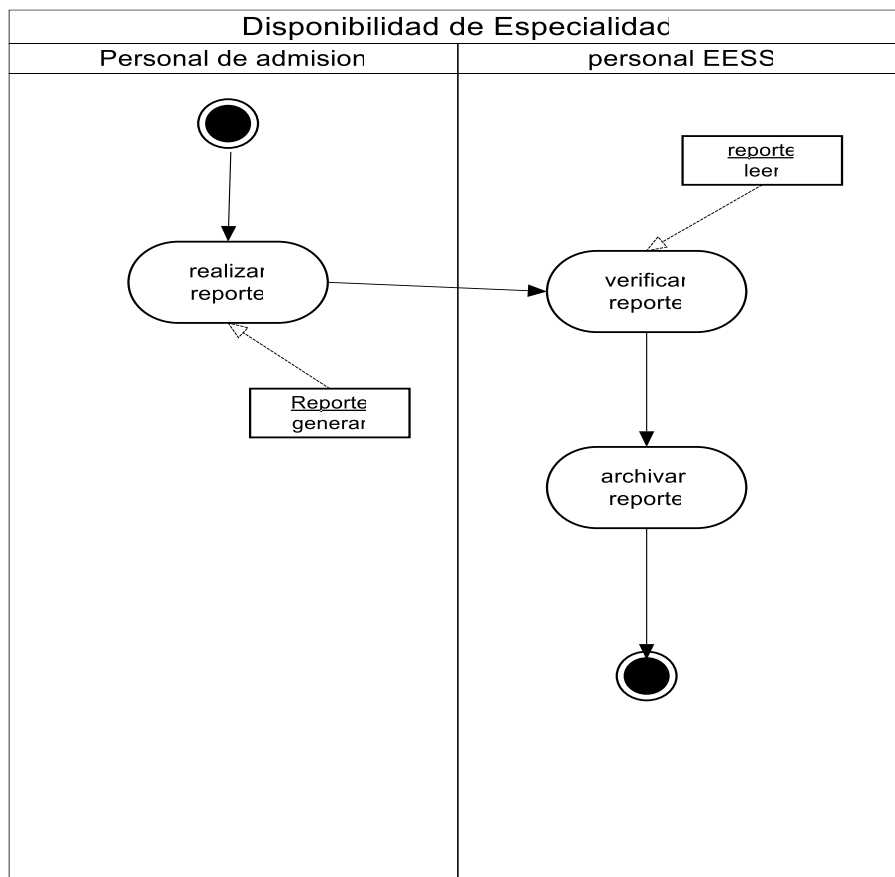 Disponibilidad de Especialidad
Personal de admision
personal EESS
reporte
leer
realizar
reporte
verificar
reporte
Reporte
generar
archivar
reporte